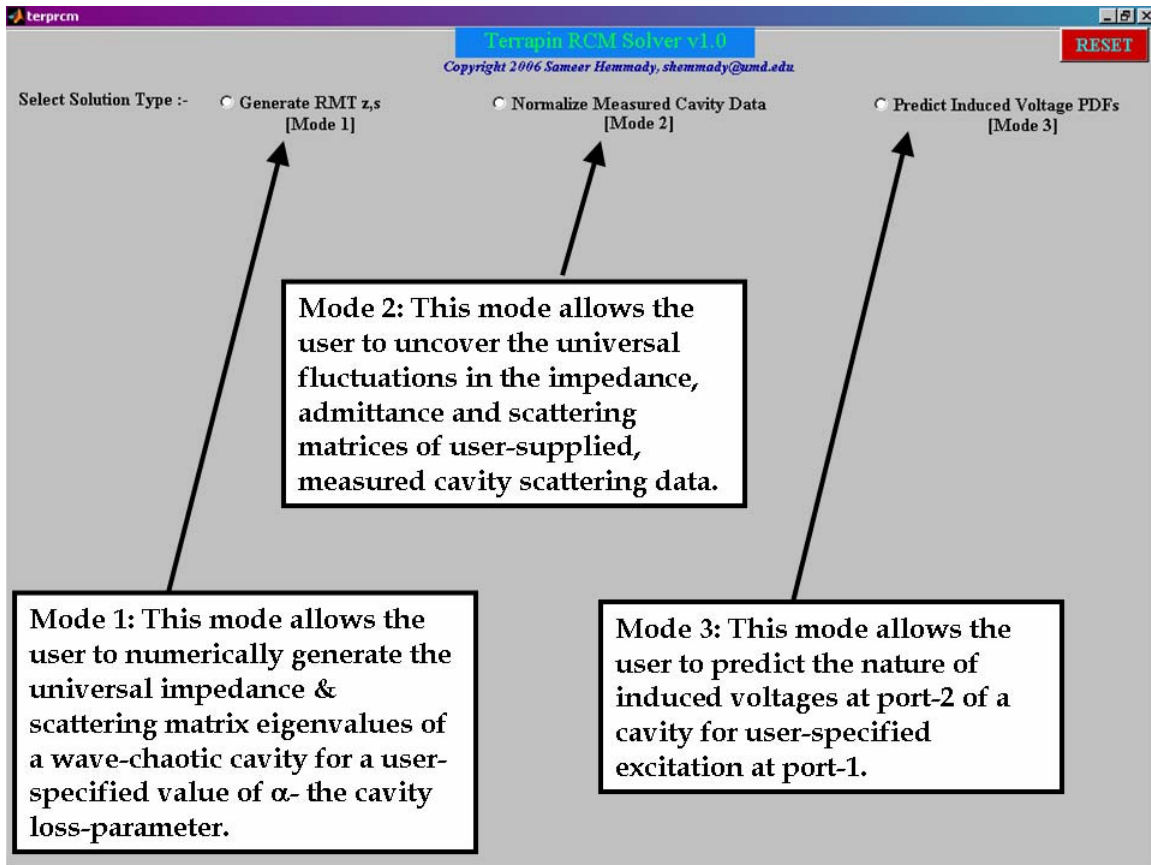 terprcm
Terrapin RCM Solver v1.0
RESET
Copyright 2006 Sameer Hemmady, shemmady@umd.edu
Select Solution Type :-
Generate RMT z,s
[Mode 1]
Normalize Measured Cavity Data
[Mode 2]
Predict Induced Voltage PDFs
[Mode 3]
Mode 2: This mode allows the
user to uncover the universal
fluctuations in the impedance,
admittance and scattering
matrices of user-supplied,
measured cavity scattering data.
Mode 1: This mode allows the
user to numerically generate the
universal impedance &
scattering matrix eigenvalues of
a wave-chaotic cavity for a user-
specified value of α- the cavity
loss-parameter.
Mode 3: This mode allows the
user to predict the nature of
induced voltages at port-2 of a
cavity for user-specified
excitation at port-1.